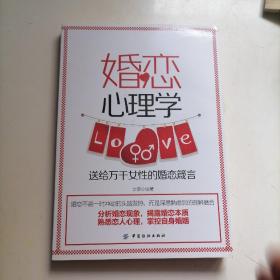 婚恋
心理学
LOVE
送给万千女性的婚恋箴言
分析婚恋现象,揭露婚恋本质
熟悉恋人心理,掌控自身婚姻
中国纺织出版社